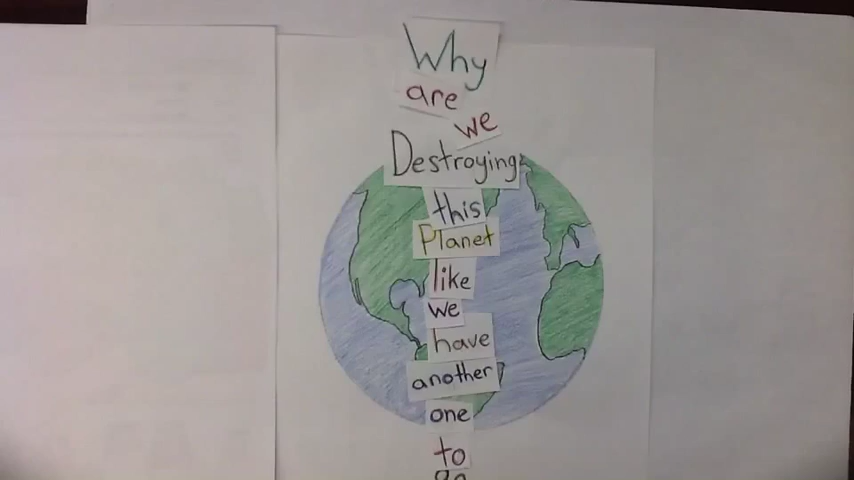 Why
are
we
Destroying
this
Planet
like
we
have
another
one
to